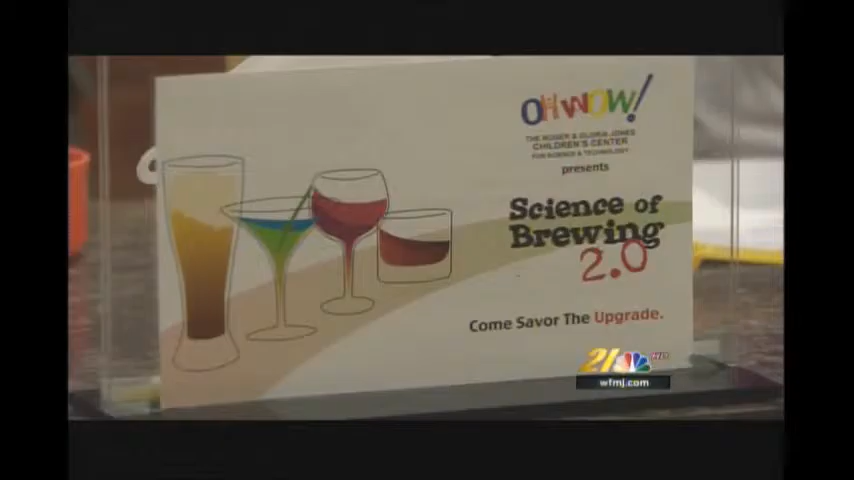 OH WOW!
THE ROGER & GLORIA JONES
CHILDREN'S CENTER
FOR SCIENCE & TECHNOLOGY
presents
Science of
Brewing
2.0
Come Savor The Upgrade.
21 HD
wfmj.com